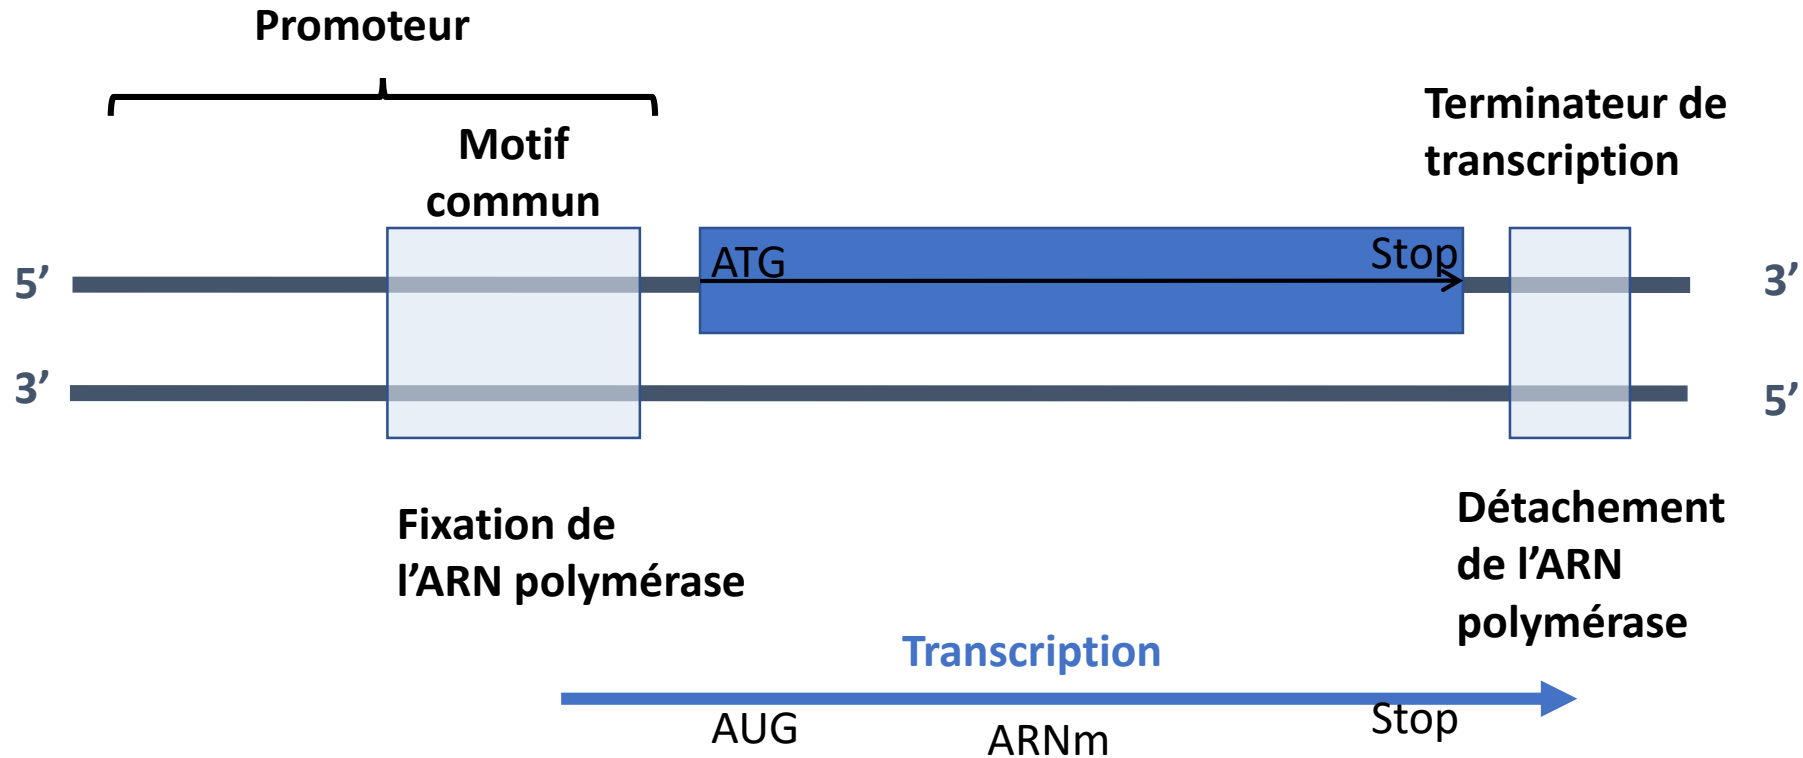 Promoteur
Motif
commun
Terminateur de
transcription
5’
ATG
Stop
3’
3’
5’
Fixation de
l’ARN polymérase
Détachement
de l’ARN
polymérase
Transcription
AUG
ARNm
Stop